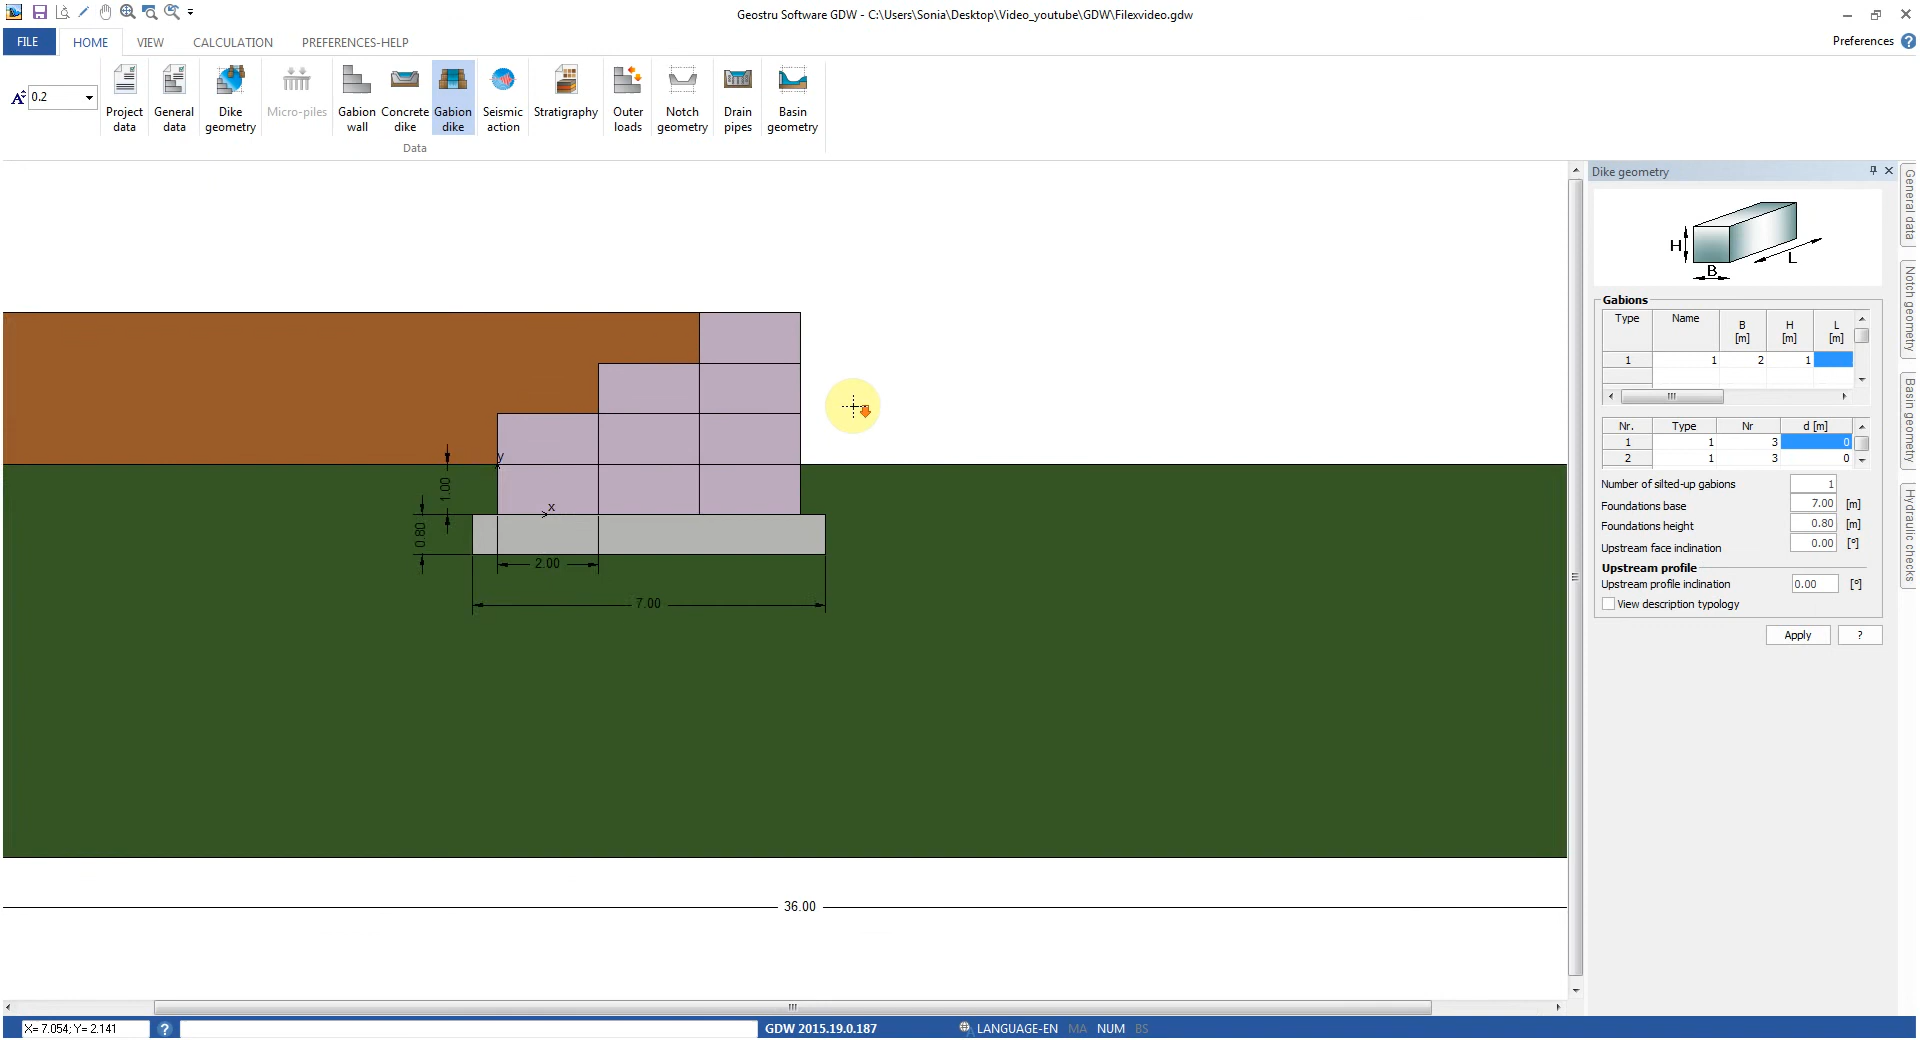 Geostru Software GDW - C:\Users\Sonia\Desktop\Video_youtube\GDW\Filexvideo.gdw
FILE HOME VIEW CALCULATION PREFERENCES-HELP
Preferences ?
A 0.2
Project data
General data
Dike geometry
Micro-piles
Gabion wall
Concrete dike
Gabion dike
Seismic action
Stratigraphy
Outer loads
Notch geometry
Drain pipes
Basin geometry
Data
y
x
1.00
0.80
2.00
7.00
36.00
Dike geometry
H
B
L
Gabions
Type Name B [m] H [m] L [m]
1 1 2 1
Nr. Type Nr d [m]
1 1 3 0
2 1 3 0
Number of silted-up gabions 1
Foundations base 7.00 [m]
Foundations height 0.80 [m]
Upstream face inclination 0.00 [°]
Upstream profile
Upstream profile inclination 0.00 [°]
View description typology
Apply ?
General data
Notch geometry
Basin geometry
Hydraulic checks
X= 7.054; Y= 2.141 ? GDW 2015.19.0.187 LANGUAGE-EN MA NUM BS